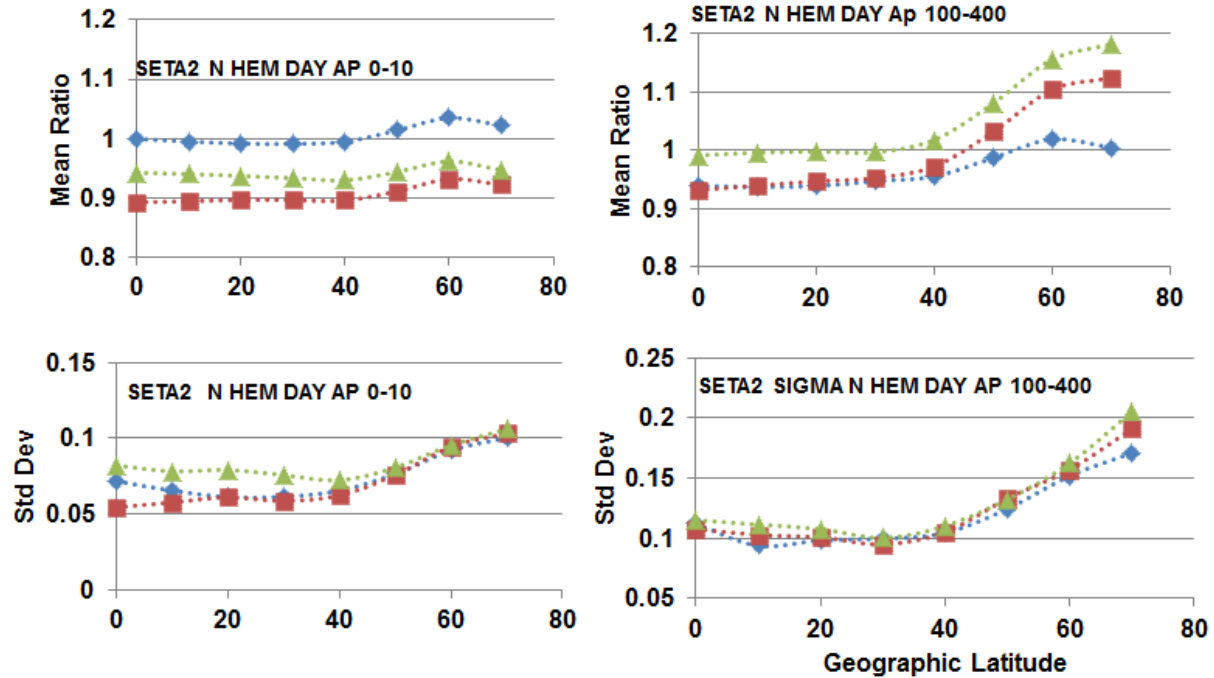 SETA2 N HEM DAY AP 0-10
Mean Ratio
1.2
1.1
1
0.9
0.8
0 20 40 60 80
SETA2 N HEM DAY Ap 100-400
Mean Ratio
1.2
1.1
1
0.9
0.8
0 20 40 60 80
SETA2 N HEM DAY AP 0-10
Std Dev
0.15
0.1
0.05
0
0 20 40 60 80
SETA2 SIGMA N HEM DAY AP 100-400
Std Dev
0.25
0.2
0.15
0.1
0.05
0 20 40 60 80
Geographic Latitude